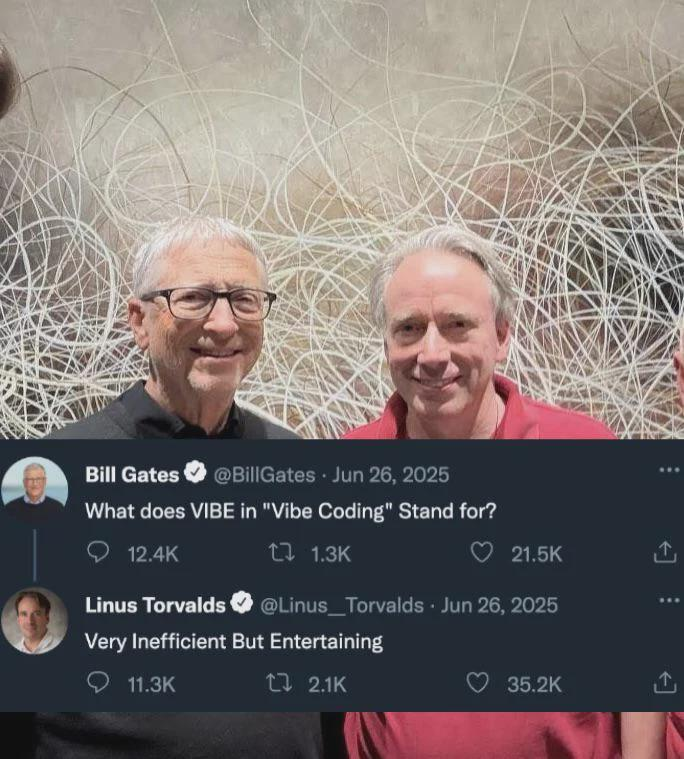 Bill Gates @BillGates · Jun 26, 2025 ...
What does VIBE in "Vibe Coding" Stand for?
12.4K 1.3K 21.5K
Linus Torvalds @Linus__Torvalds · Jun 26, 2025 ...
Very Inefficient But Entertaining
11.3K 2.1K 35.2K